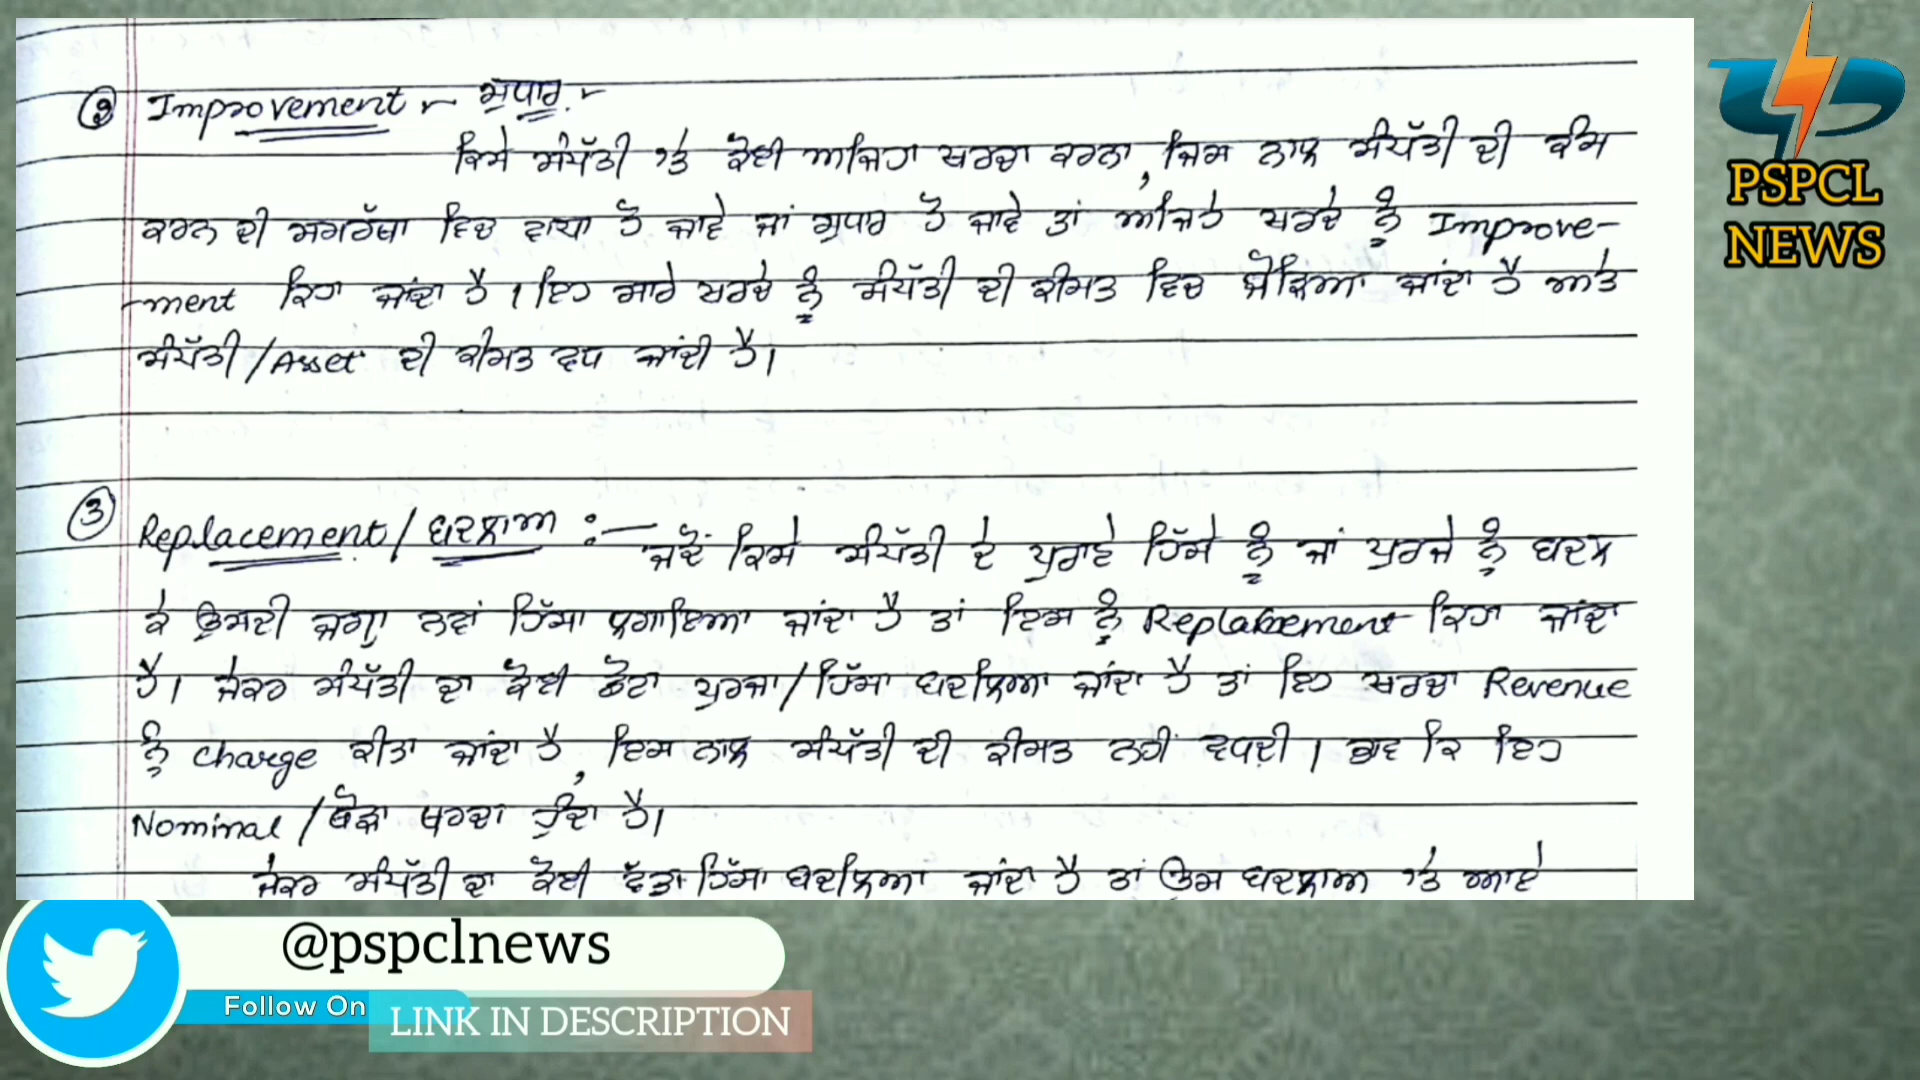 ② Improvement - ਸੁਧਾਰ :-
ਕਿਸੇ ਸੰਪੱਤੀ 'ਤੇ ਕੋਈ ਅਜਿਹਾ ਖਰਚਾ ਕਰਨਾ, ਜਿਸ ਨਾਲ ਸੰਪੱਤੀ ਦੀ ਕੰਮ
ਕਰਨ ਦੀ ਸਮਰੱਥਾ ਵਿਚ ਵਾਧਾ ਹੋ ਜਾਵੇ ਜਾਂ ਸੁਧਾਰ ਹੋ ਜਾਵੇ ਤਾਂ ਅਜਿਹੇ ਖਰਚੇ ਨੂੰ Improve-
-ment ਕਿਹਾ ਜਾਂਦਾ ਹੈ। ਇਹ ਸਾਰੇ ਖਰਚੇ ਨੂੰ ਸੰਪੱਤੀ ਦੀ ਕੀਮਤ ਵਿਚ ਜੋੜਿਆ ਜਾਂਦਾ ਹੈ ਅਤੇ
ਸੰਪੱਤੀ/Asset ਦੀ ਕੀਮਤ ਵਧ ਜਾਂਦੀ ਹੈ।
③ Replacement/ਬਦਲਾਅ :— ਜਦੋਂ ਕਿਸੇ ਸੰਪੱਤੀ ਦੇ ਪੁਰਾਣੇ ਹਿੱਸੇ ਨੂੰ ਜਾਂ ਪੁਰਜੇ ਨੂੰ ਬਦਲ
ਕੇ ਉਸਦੀ ਜਗ੍ਹਾ ਨਵਾਂ ਹਿੱਸਾ ਲਗਾਇਆ ਜਾਂਦਾ ਹੈ ਤਾਂ ਇਸ ਨੂੰ Replacement ਕਿਹਾ ਜਾਂਦਾ
ਹੈ। ਜੇਕਰ ਸੰਪੱਤੀ ਦਾ ਕੋਈ ਛੋਟਾ ਪੁਰਜਾ/ਹਿੱਸਾ ਬਦਲਿਆ ਜਾਂਦਾ ਹੈ ਤਾਂ ਇਹ ਖਰਚਾ Revenue
ਨੂੰ charge ਕੀਤਾ ਜਾਂਦਾ ਹੈ, ਇਸ ਨਾਲ ਸੰਪੱਤੀ ਦੀ ਕੀਮਤ ਨਹੀਂ ਵਧਦੀ। ਭਾਵ ਕਿ ਇਹ
Nominal/ਥੋੜਾ ਖਰਚਾ ਹੁੰਦਾ ਹੈ।
ਜੇਕਰ ਸੰਪੱਤੀ ਦਾ ਕੋਈ ਵੱਡਾ ਹਿੱਸਾ ਬਦਲਿਆ ਜਾਂਦਾ ਹੈ ਤਾਂ ਉਸ ਬਦਲਾਅ 'ਤੇ ਆਏ
PSPCL
NEWS
@pspclnews
Follow On
LINK IN DESCRIPTION